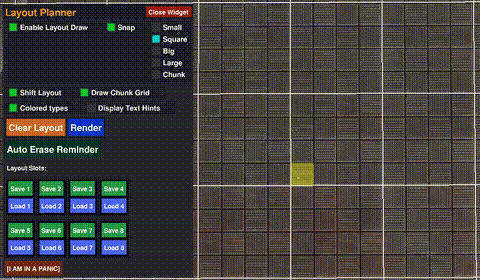 Layout Planner
Close Widget
Enable Layout Draw
Snap
Small
Square
Big
Large
Chunk
Shift Layout
Draw Chunk Grid
Colored types
Display Text Hints
Clear Layout
Render
Auto Erase Reminder
Layout Slots:
Save 1 Save 2 Save 3 Save 4
Load 1 Load 2 Load 3 Load 4
Save 5 Save 6 Save 7 Save 8
Load 5 Load 6 Load 7 Load 8
[I AM IN A PANIC]